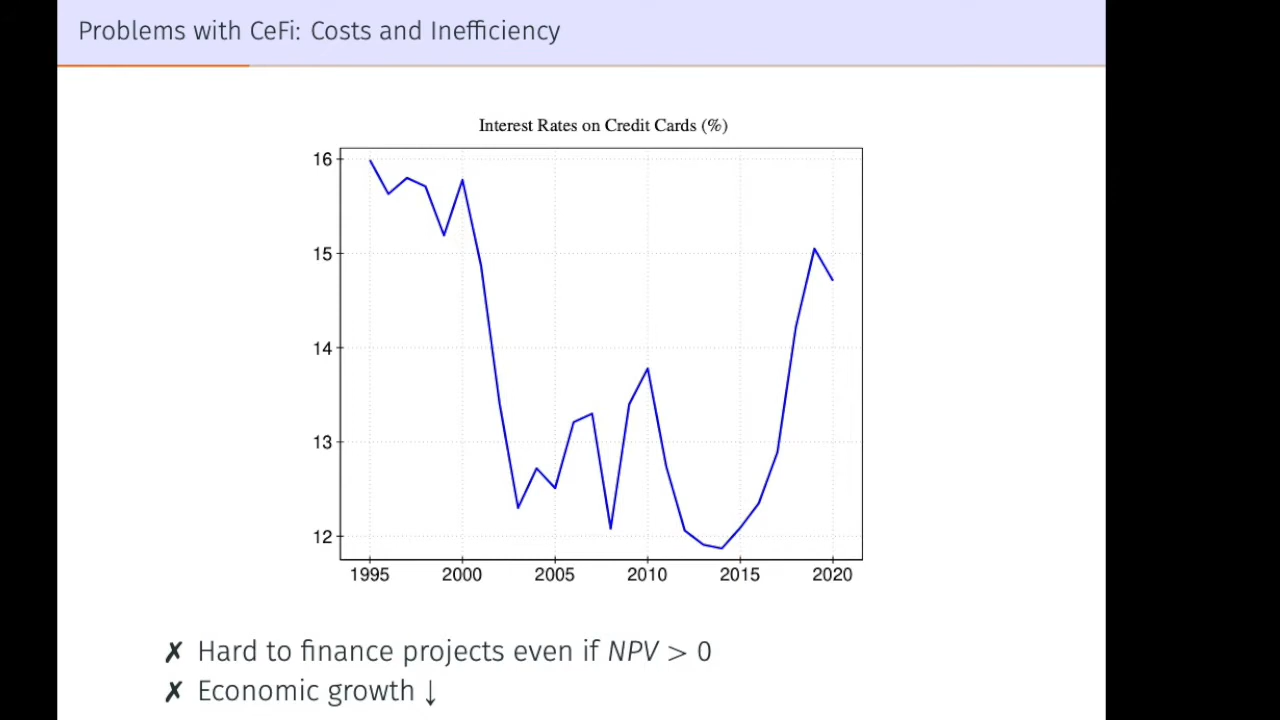 Problems with CeFi: Costs and Inefficiency
Interest Rates on Credit Cards (%)
16
15
14
13
12
1995 2000 2005 2010 2015 2020
✗ Hard to finance projects even if NPV > 0
✗ Economic growth ↓